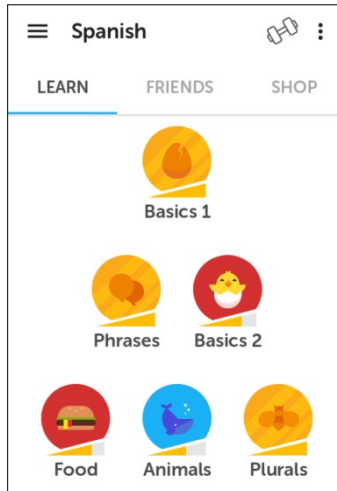 Spanish
LEARN FRIENDS SHOP
Basics 1
Phrases Basics 2
Food Animals Plurals